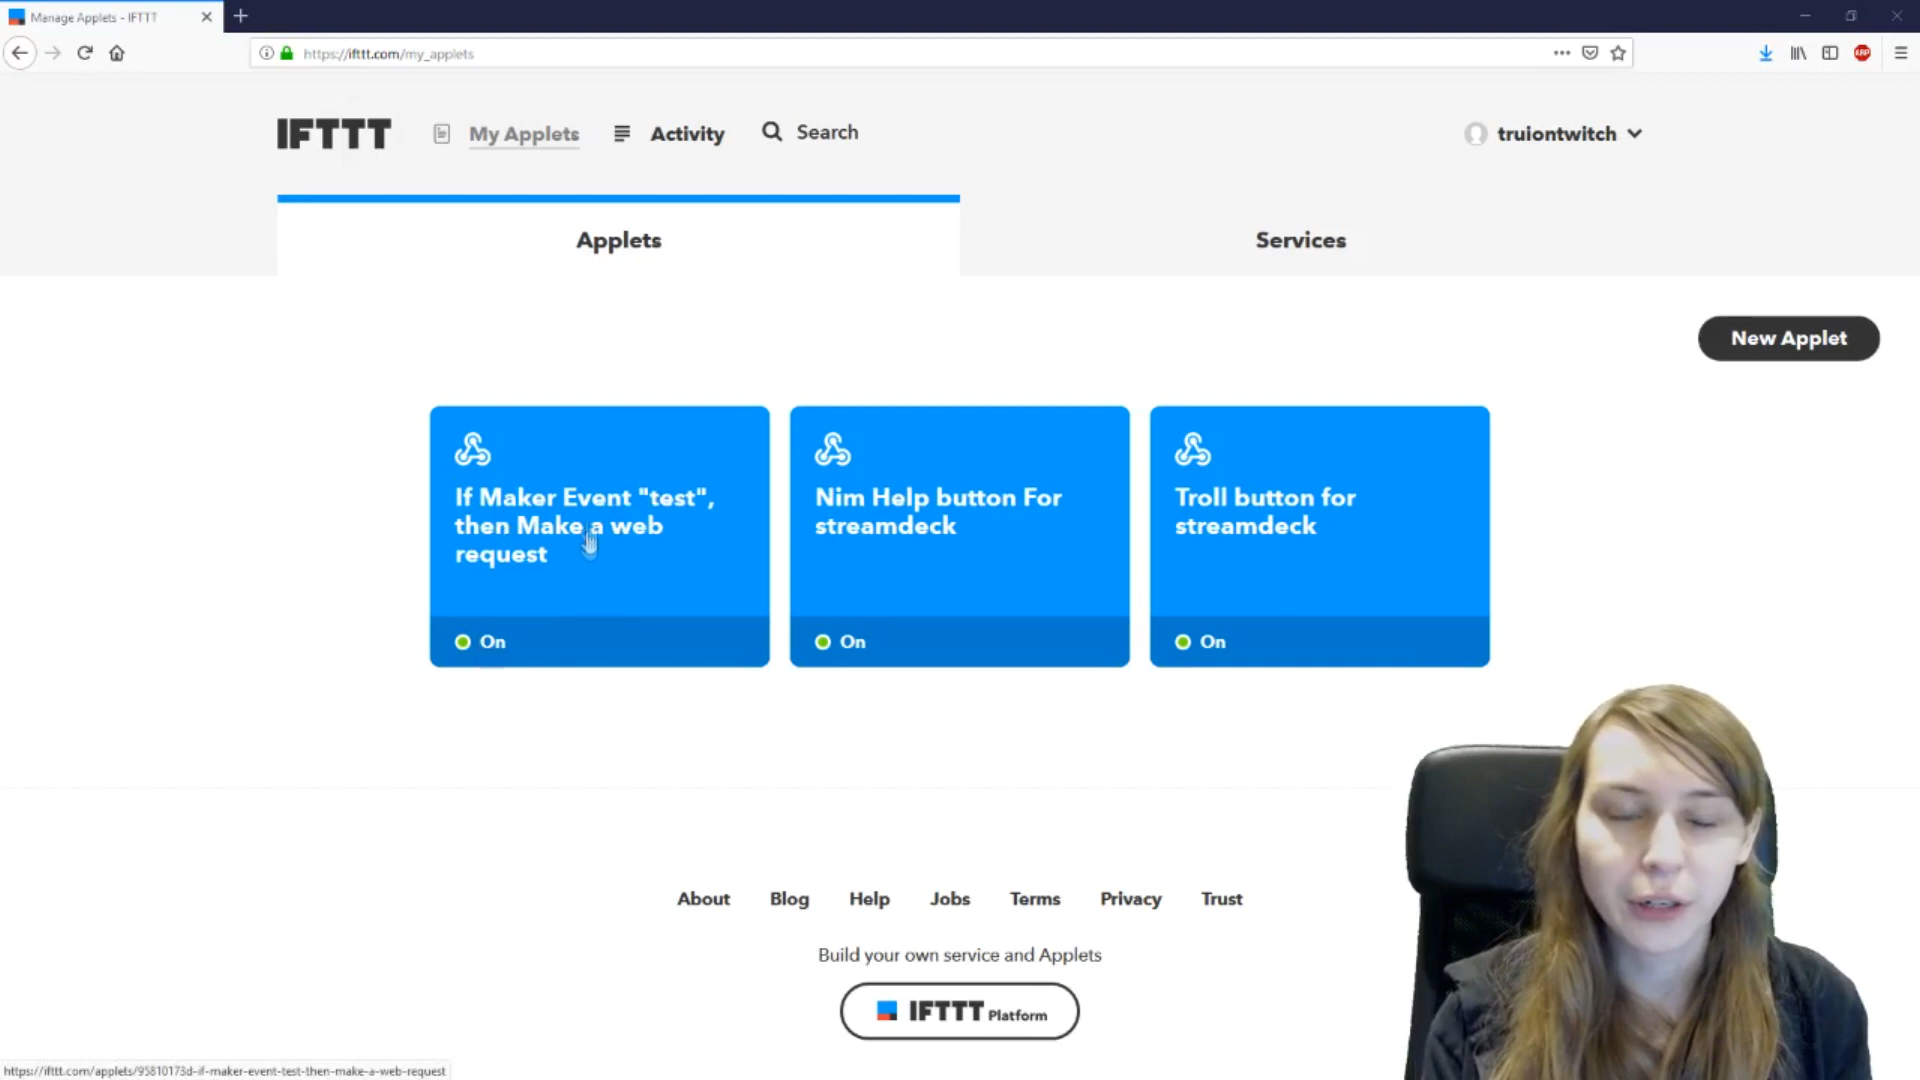 Manage Applets - IFTTT
https://ifttt.com/my_applets
ABP
IFTTT
My Applets
Activity
Search
truiontwitch
Applets
Services
New Applet
If Maker Event "test",
then Make a web
request
On
Nim Help button For
streamdeck
On
Troll button for
streamdeck
On
About
Blog
Help
Jobs
Terms
Privacy
Trust
Build your own service and Applets
IFTTT Platform
https://ifttt.com/applets/95810173d-if-maker-event-test-then-make-a-web-request